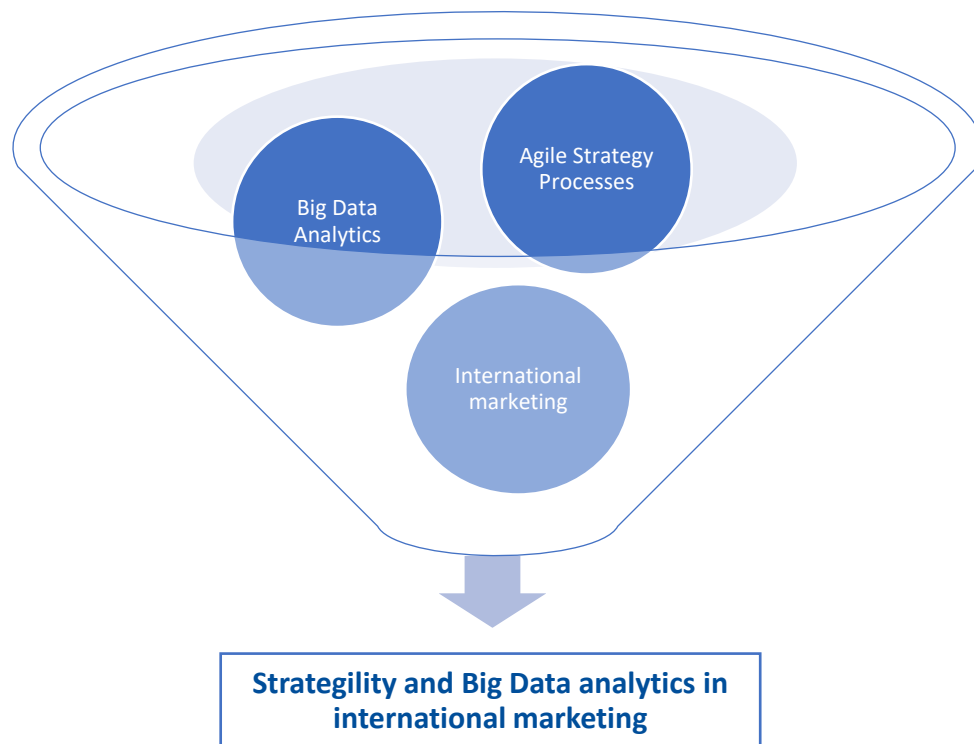 Agile Strategy
Processes
Big Data
Analytics
International
marketing
Strategility and Big Data analytics in
international marketing